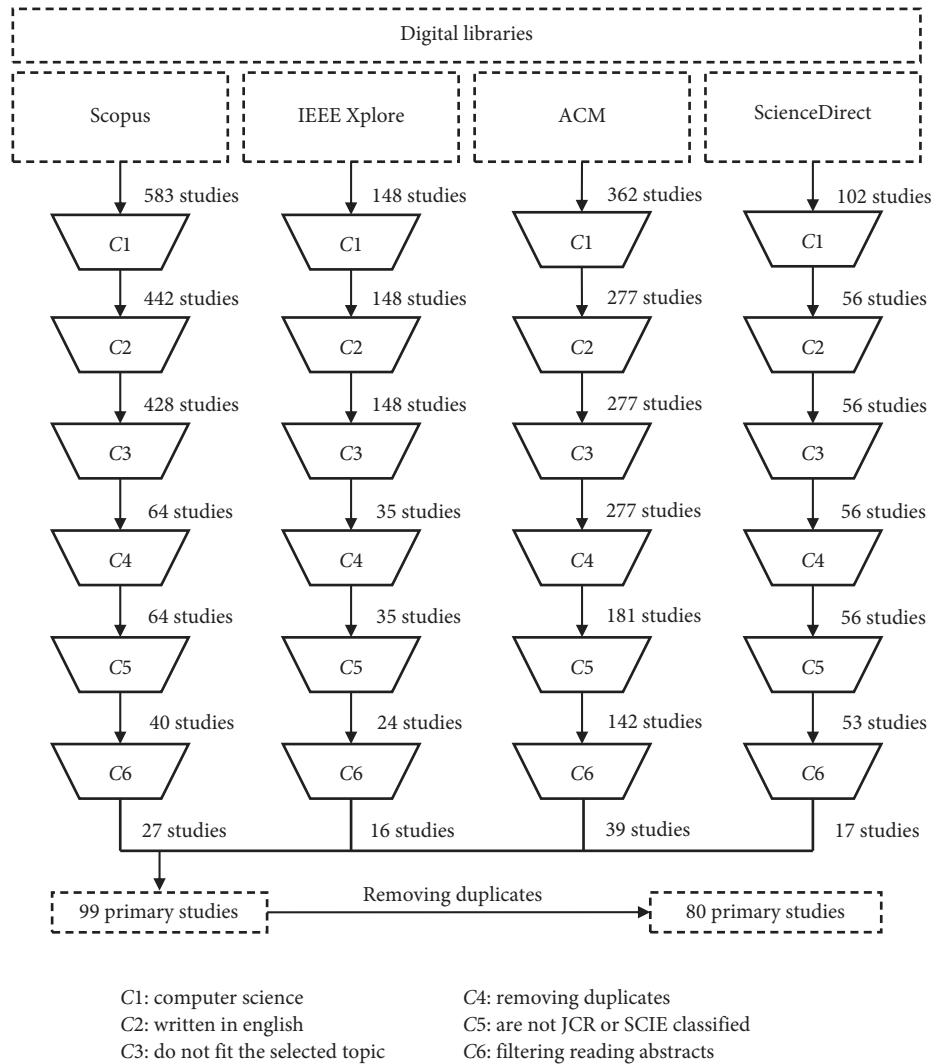 Digital libraries
Scopus
IEEE Xplore
ACM
ScienceDirect
583 studies
148 studies
362 studies
102 studies
C1
C1
C1
C1
442 studies
148 studies
277 studies
56 studies
C2
C2
C2
C2
428 studies
148 studies
277 studies
56 studies
C3
C3
C3
C3
64 studies
35 studies
277 studies
56 studies
C4
C4
C4
C4
64 studies
35 studies
181 studies
56 studies
C5
C5
C5
C5
40 studies
24 studies
142 studies
53 studies
C6
C6
C6
C6
27 studies
16 studies
39 studies
17 studies
99 primary studies
Removing duplicates
80 primary studies
C1: computer science
C2: written in english
C3: do not fit the selected topic
C4: removing duplicates
C5: are not JCR or SCIE classified
C6: filtering reading abstracts